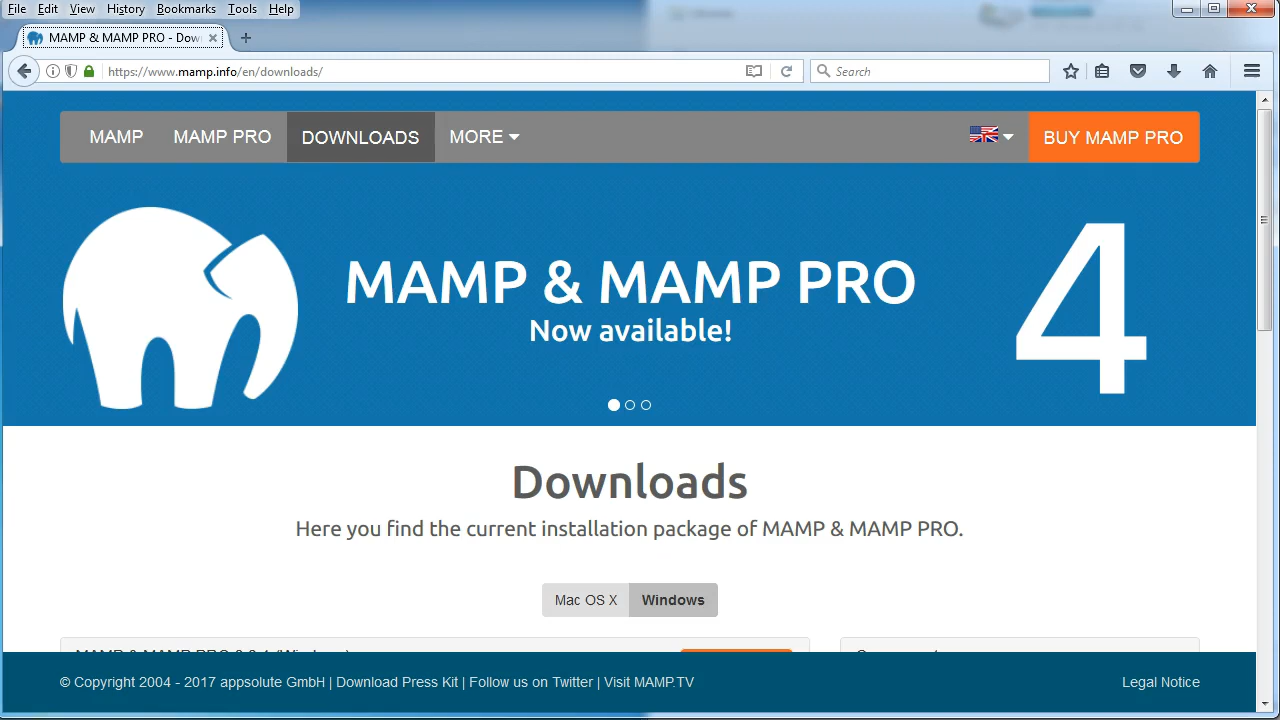 File Edit View History Bookmarks Tools Help
MAMP & MAMP PRO - Dow
https://www.mamp.info/en/downloads/
Search
MAMP MAMP PRO DOWNLOADS MORE BUY MAMP PRO
MAMP & MAMP PRO
Now available!
4
Downloads
Here you find the current installation package of MAMP & MAMP PRO.
Mac OS X Windows
© Copyright 2004 - 2017 appsolute GmbH | Download Press Kit | Follow us on Twitter | Visit MAMP.TV
Legal Notice